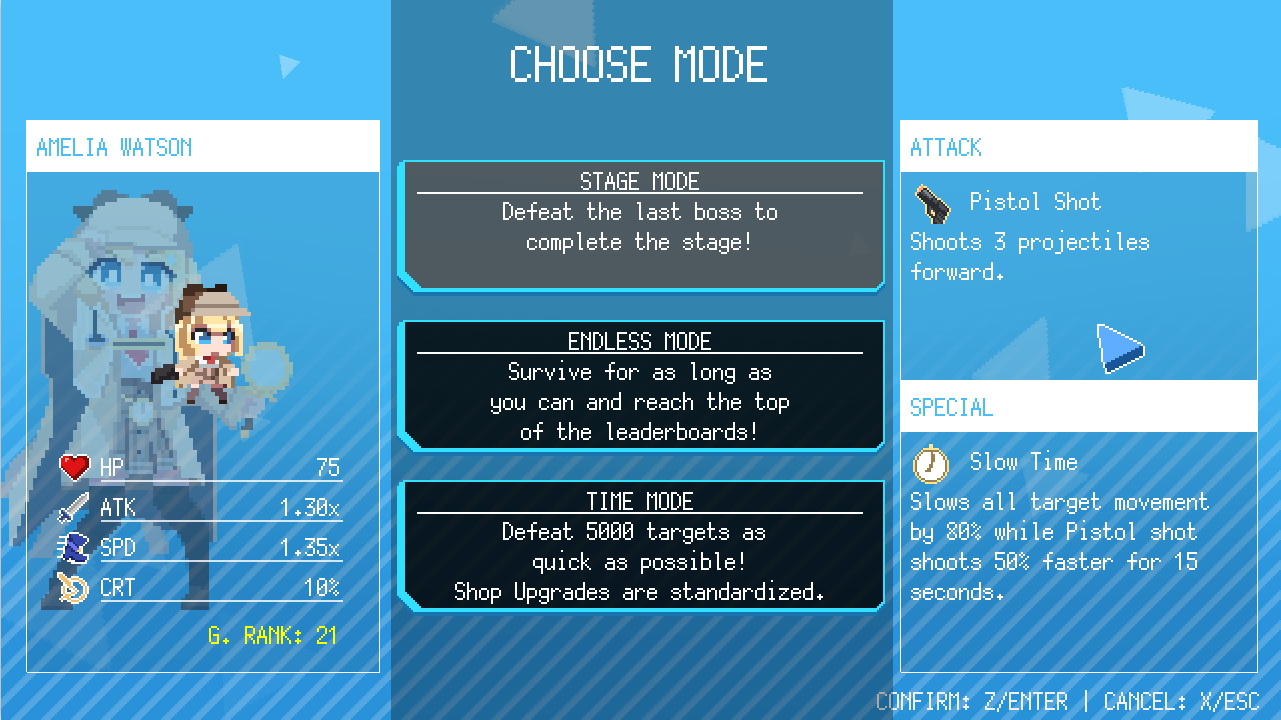 CHOOSE MODE
AMELIA WATSON
HP 75
ATK 1.30x
SPD 1.35x
CRT 10%
G. RANK: 21
STAGE MODE
Defeat the last boss to
complete the stage!
ENDLESS MODE
Survive for as long as
you can and reach the top
of the leaderboards!
TIME MODE
Defeat 5000 targets as
quick as possible!
Shop Upgrades are standardized.
ATTACK
Pistol Shot
Shoots 3 projectiles
forward.
SPECIAL
Slow Time
Slows all target movement
by 80% while Pistol shot
shoots 50% faster for 15
seconds.
CONFIRM: Z/ENTER | CANCEL: X/ESC